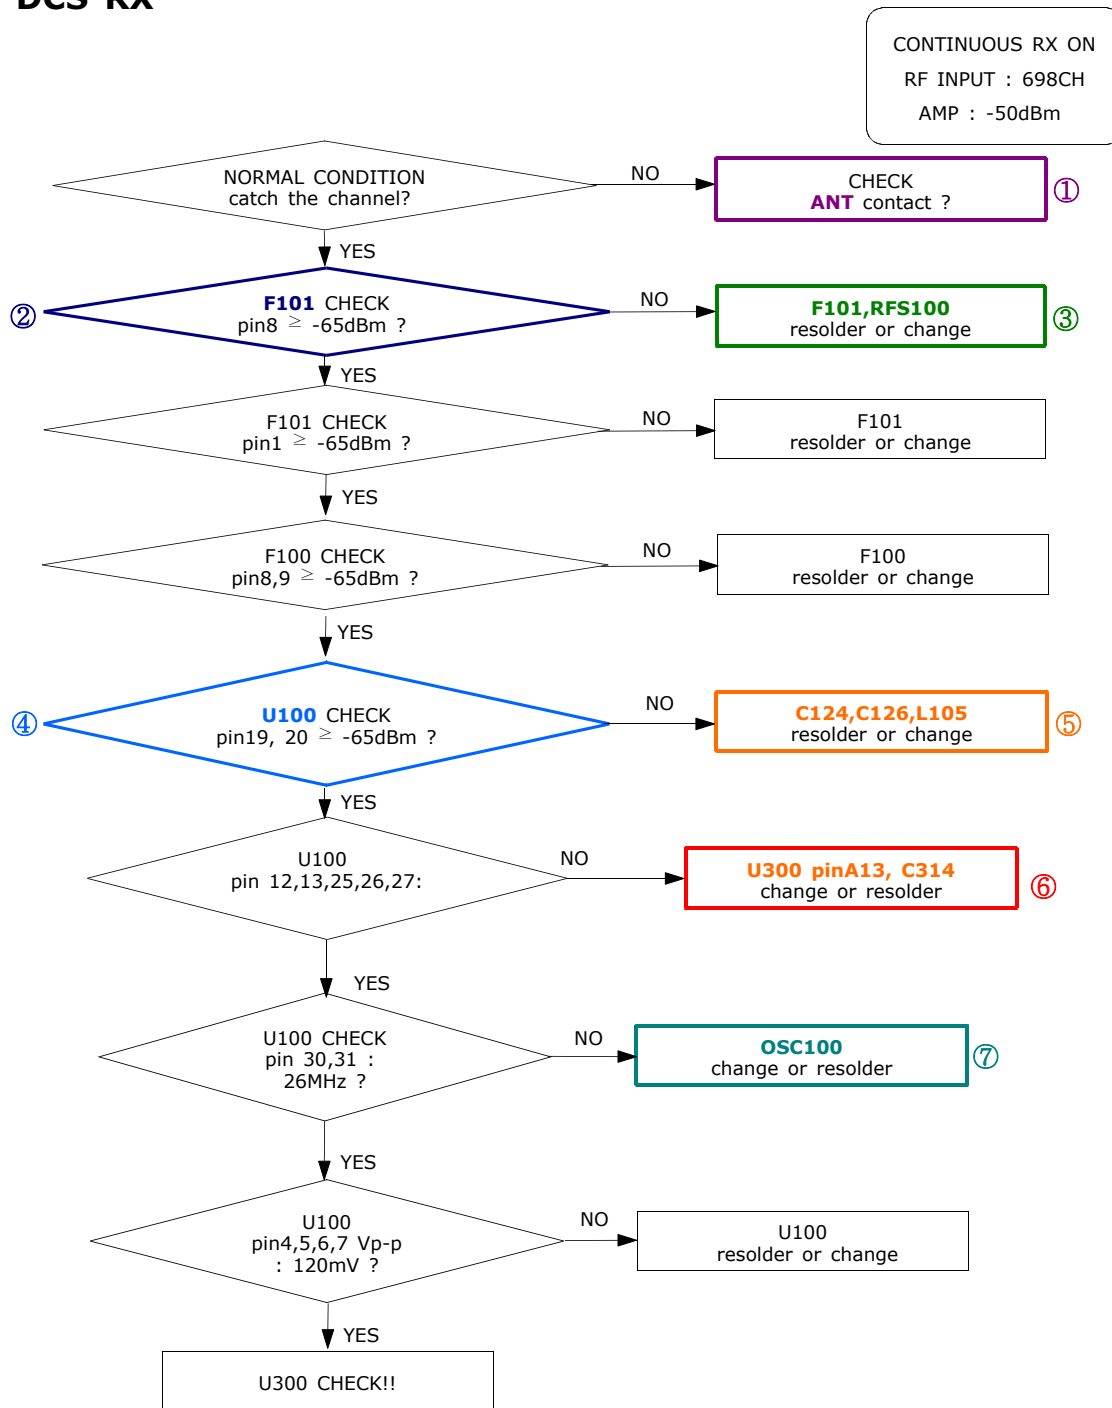 DCS RX
CONTINUOUS RX ON
RF INPUT : 698CH
AMP : -50dBm
NORMAL CONDITION
catch the channel?
NO
CHECK
ANT contact ?
①
YES
②
F101 CHECK
pin8 ≥ -65dBm ?
NO
F101,RFS100
resolder or change
③
YES
F101 CHECK
pin1 ≥ -65dBm ?
NO
F101
resolder or change
YES
F100 CHECK
pin8,9 ≥ -65dBm ?
NO
F100
resolder or change
YES
④
U100 CHECK
pin19, 20 ≥ -65dBm ?
NO
C124,C126,L105
resolder or change
⑤
YES
U100
pin 12,13,25,26,27:
NO
U300 pinA13, C314
change or resolder
⑥
YES
U100 CHECK
pin 30,31 :
26MHz ?
NO
OSC100
change or resolder
⑦
YES
U100
pin4,5,6,7 Vp-p
: 120mV ?
NO
U100
resolder or change
YES
U300 CHECK!!